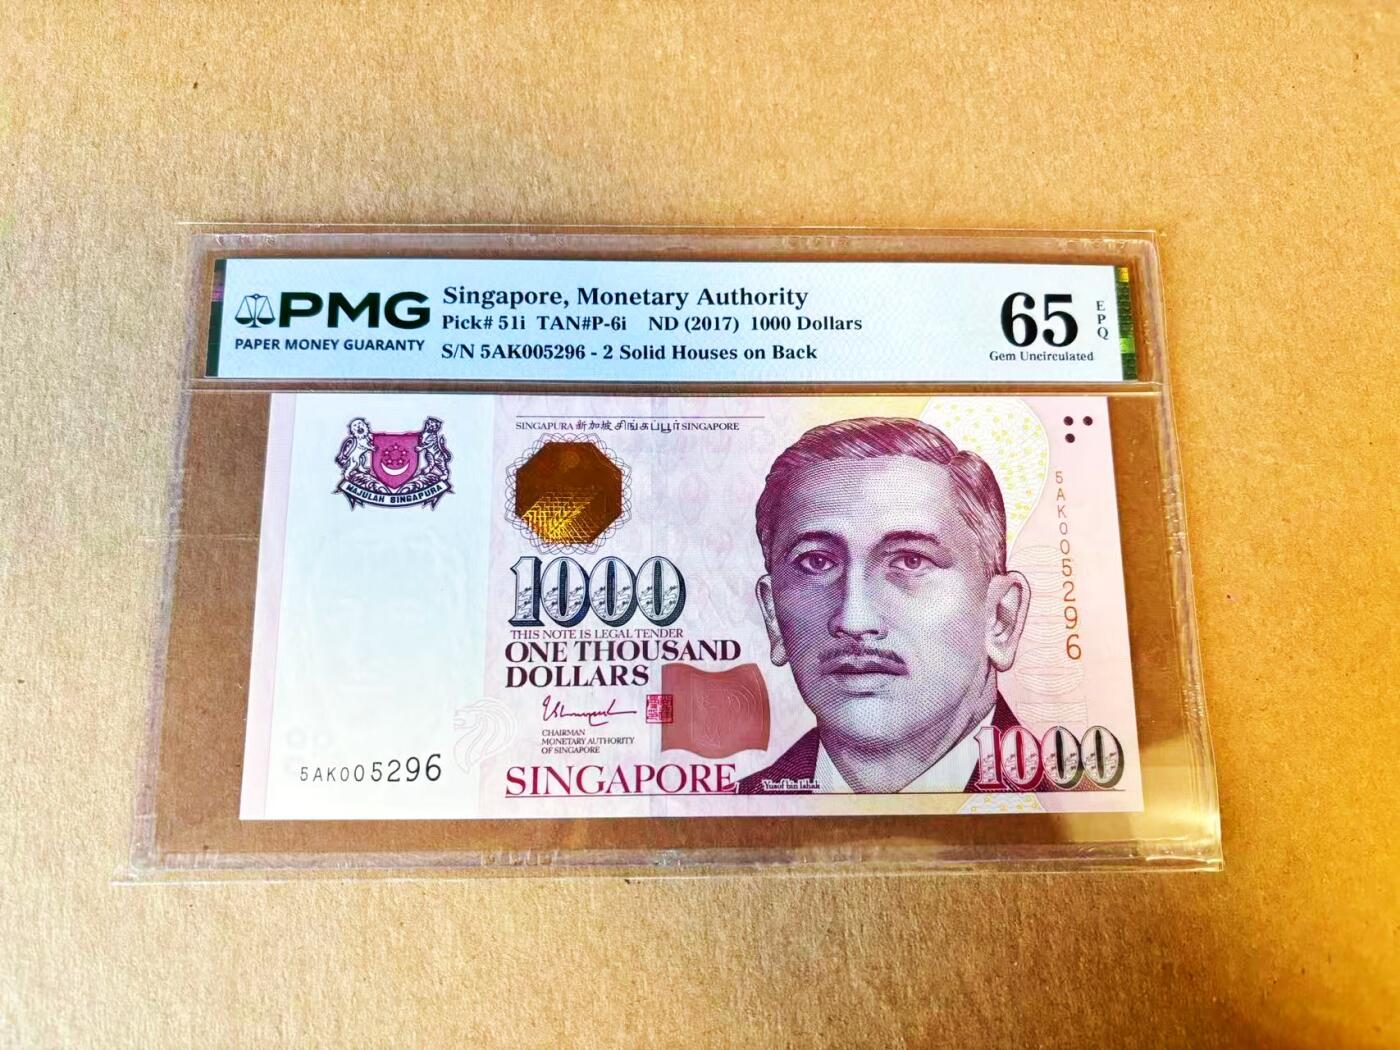 PMG
PAPER MONEY GUARANTY
Singapore, Monetary Authority
Pick# 51i TAN#P-6i ND (2017) 1000 Dollars
S/N 5AK005296 - 2 Solid Houses on Back
65
EPQ
Gem Uncirculated
MAJULAH SINGAPURA
SINGAPURA 新加坡 சிங்கப்பூர் SINGAPORE
1000
THIS NOTE IS LEGAL TENDER
ONE THOUSAND
DOLLARS
CHAIRMAN
MONETARY AUTHORITY
OF SINGAPORE
SINGAPORE
5AK005296
5AK005296
Yusof bin Ishak
1000